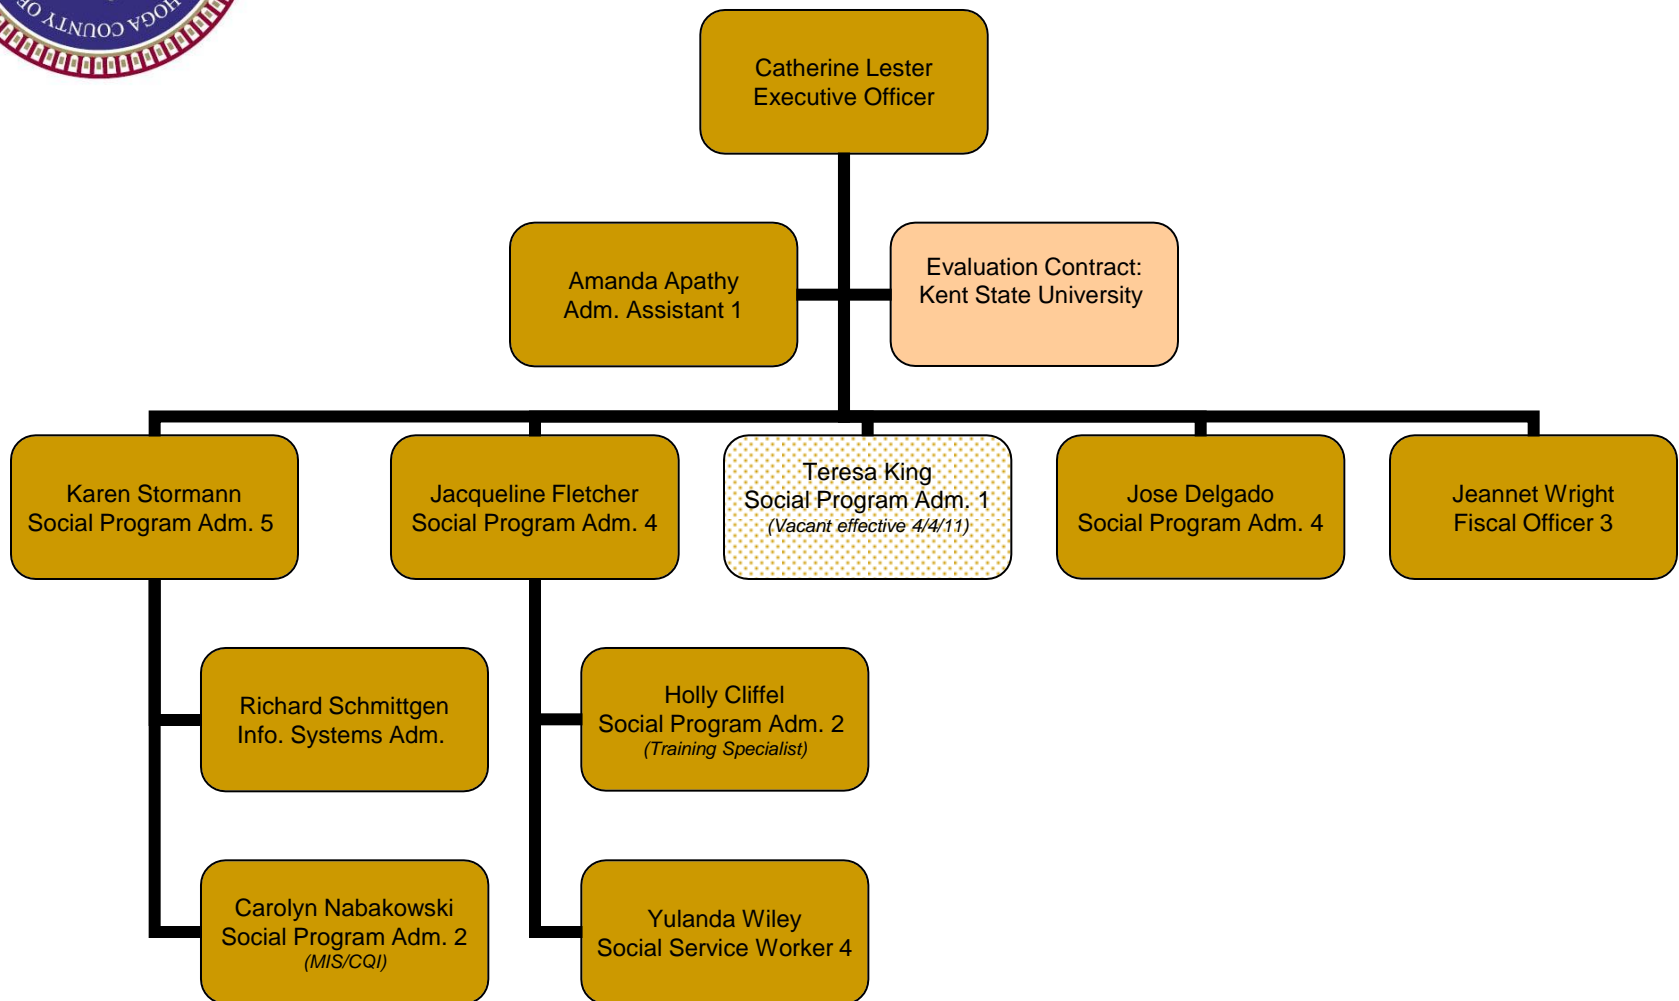 HOGA COUNTY OF
Catherine Lester
Executive Officer
Amanda Apathy
Adm. Assistant 1
Evaluation Contract:
Kent State University
Karen Stormann
Social Program Adm. 5
Jacqueline Fletcher
Social Program Adm. 4
Teresa King
Social Program Adm. 1
(Vacant effective 4/4/11)
Jose Delgado
Social Program Adm. 4
Jeannet Wright
Fiscal Officer 3
Richard Schmittgen
Info. Systems Adm.
Holly Cliffel
Social Program Adm. 2
(Training Specialist)
Carolyn Nabakowski
Social Program Adm. 2
(MIS/CQI)
Yulanda Wiley
Social Service Worker 4